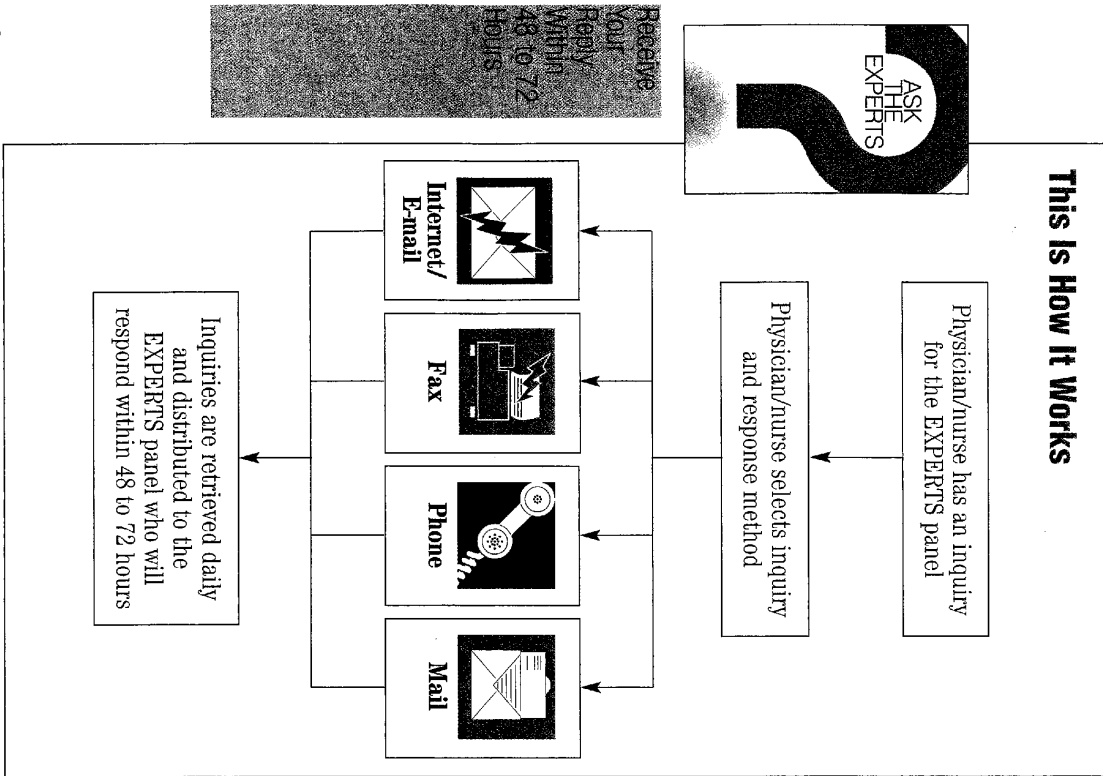 ASK
THE
EXPERTS
Receive
Your
Reply
Within
48 to 72
Hours
This Is How It Works
Physician/nurse has an inquiry
for the EXPERTS panel
Physician/nurse selects inquiry
and response method
Internet/
E-mail
Fax
Phone
Mail
Inquiries are retrieved daily
and distributed to the
EXPERTS panel who will
respond within 48 to 72 hours